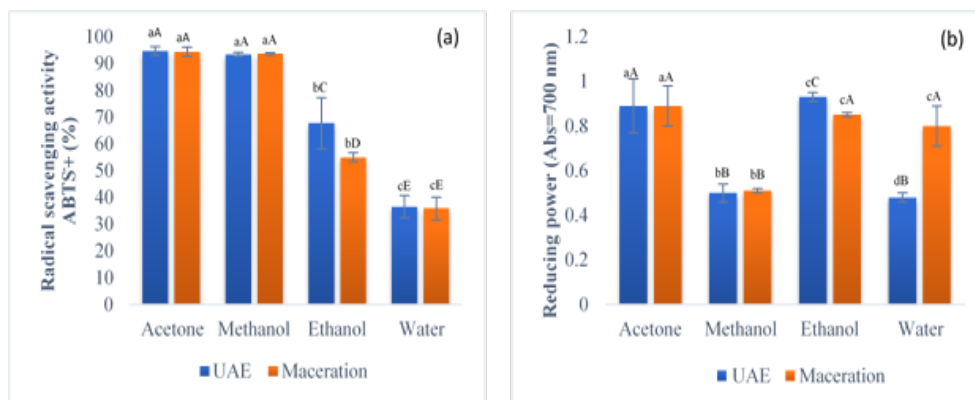 (a)
Radical scavenging activity
ABTS+ (%)
100
90
80
70
60
50
40
30
20
10
0
aA aA aA aA bC bD cE cE
Acetone Methanol Ethanol Water
UAE Maceration
(b)
Reducing power (Abs=700 nm)
1.2
1
0.8
0.6
0.4
0.2
0
aA aA bB bB cC cA dB cA
Acetone Methanol Ethanol Water
UAE Maceration